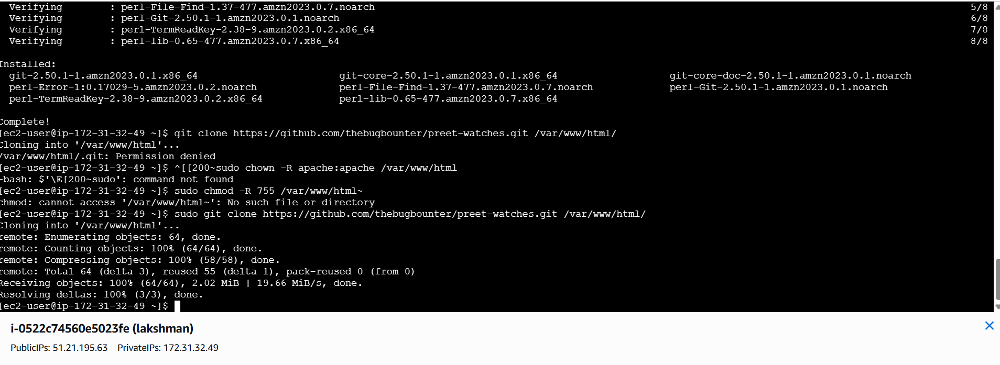 Verifying : perl-File-Find-1.37-477.amzn2023.0.7.noarch 5/8
Verifying : perl-Git-2.50.1-1.amzn2023.0.1.noarch 6/8
Verifying : perl-TermReadKey-2.38-9.amzn2023.0.2.x86_64 7/8
Verifying : perl-lib-0.65-477.amzn2023.0.7.x86_64 8/8
Installed:
git-2.50.1-1.amzn2023.0.1.x86_64 git-core-2.50.1-1.amzn2023.0.1.x86_64 git-core-doc-2.50.1-1.amzn2023.0.1.noarch
perl-Error-1:0.17029-5.amzn2023.0.2.noarch perl-File-Find-1.37-477.amzn2023.0.7.noarch perl-Git-2.50.1-1.amzn2023.0.1.noarch
perl-TermReadKey-2.38-9.amzn2023.0.2.x86_64 perl-lib-0.65-477.amzn2023.0.7.x86_64
Complete!
[ec2-user@ip-172-31-32-49 ~]$ git clone https://github.com/thebugbounter/preet-watches.git /var/www/html/
Cloning into '/var/www/html'...
/var/www/html/.git: Permission denied
[ec2-user@ip-172-31-32-49 ~]$ ^[[200~sudo chown -R apache:apache /var/www/html
-bash: $'\E[200~sudo': command not found
[ec2-user@ip-172-31-32-49 ~]$ sudo chmod -R 755 /var/www/html~
chmod: cannot access '/var/www/html~': No such file or directory
[ec2-user@ip-172-31-32-49 ~]$ sudo git clone https://github.com/thebugbounter/preet-watches.git /var/www/html/
Cloning into '/var/www/html'...
remote: Enumerating objects: 64, done.
remote: Counting objects: 100% (64/64), done.
remote: Compressing objects: 100% (58/58), done.
remote: Total 64 (delta 3), reused 55 (delta 1), pack-reused 0 (from 0)
Receiving objects: 100% (64/64), 2.02 MiB | 19.66 MiB/s, done.
Resolving deltas: 100% (3/3), done.
[ec2-user@ip-172-31-32-49 ~]$
i-0522c74560e5023fe (lakshman)
PublicIPs: 51.21.195.63 PrivateIPs: 172.31.32.49